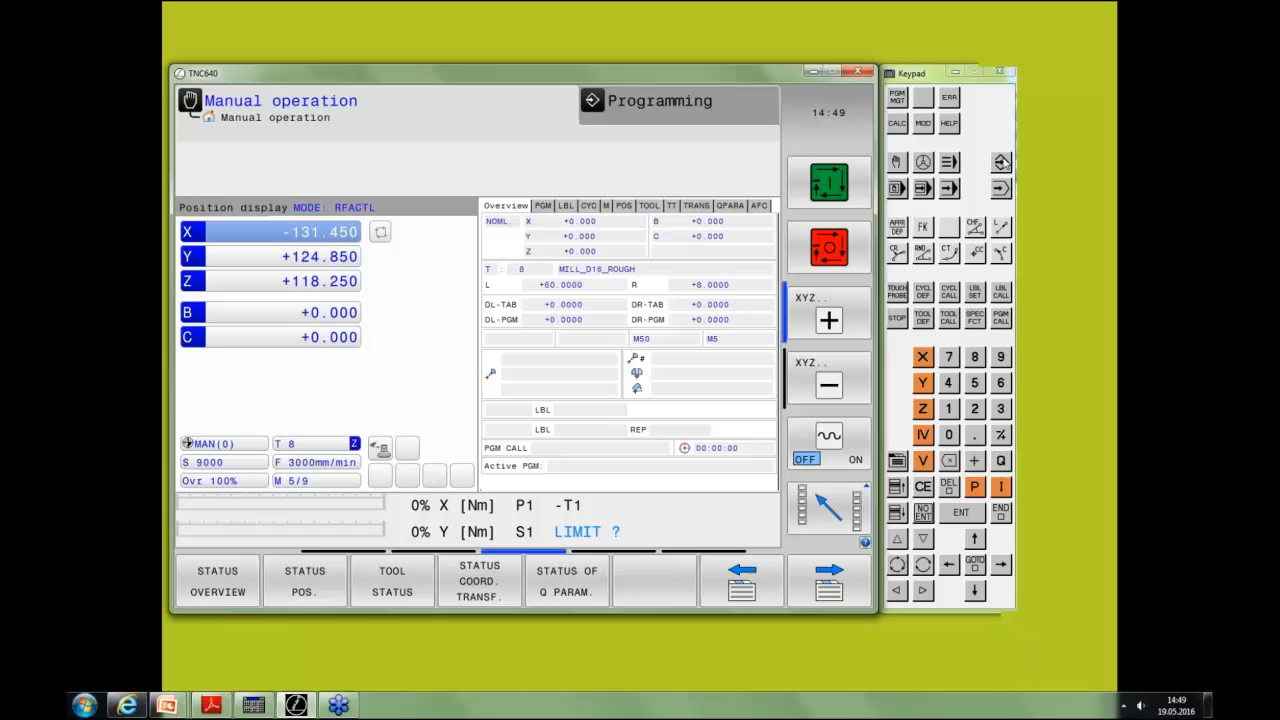 TNC640
Manual operation
Manual operation
Programming
14:49
Position display MODE: RFACTL
X -131.450
Y +124.850
Z +118.250
B +0.000
C +0.000
MAN(0) T 8 Z
S 9000 F 3000mm/min
Ovr 100% M 5/9
Overview PGM LBL CYC M POS TOOL TT TRANS QPARA AFC
NOML. X +0.000 B +0.000
Y +0.000 C +0.000
Z +0.000
T : 8 MILL_D16_ROUGH
L +60.0000 R +8.0000
DL-TAB +0.0000 DR-TAB +0.0000
DL-PGM +0.0000 DR-PGM +0.0000
M50 M5
#
LBL
LBL REP
PGM CALL 00:00:00
Active PGM:
0% X [Nm] P1 -T1
0% Y [Nm] S1 LIMIT ?
XYZ..
+
XYZ..
-
OFF ON
STATUS
OVERVIEW
STATUS
POS.
TOOL
STATUS
STATUS
COORD.
TRANSF.
STATUS OF
Q PARAM.
Keypad
PGM
MGT
ERR
CALC MOD HELP
APPR
DEP
FK
CHF
L
CR RND CT CC C
TOUCH
PROBE
CYCL
DEF
CYCL
CALL
LBL
SET
LBL
CALL
STOP
TOOL
DEF
TOOL
CALL
SPEC
FCT
PGM
CALL
X 7 8 9
Y 4 5 6
Z 1 2 3
IV 0 .
V + Q
CE DEL P I
NO
ENT
ENT
END
GOTO
14:49
19.05.2016